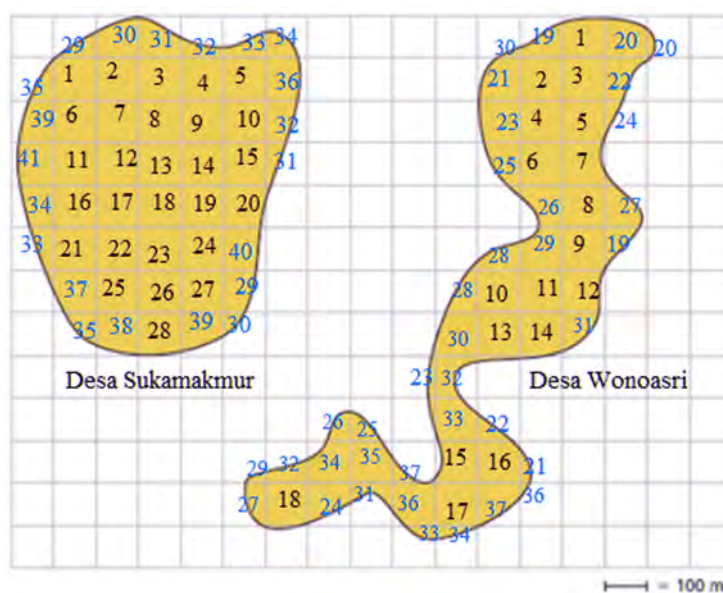 30 31 19 1 20
29 32 33 34 30 20
1 2 3 4 5 36 21 2 3 22
35
39 6 7 8 9 10 32 23 4 5 24
41 11 12 13 14 15 31 25 6 7
34 16 17 18 19 20 26 8 27
33 21 22 23 24 40 28 29 9 19
37 25 26 27 29 28 10 11 12
35 38 28 39 30 30 13 14 31
Desa Sukamakmur 23 32 Desa Wonoasri
26 25 33 22
29 32 34 35 37 15 16 21
27 18 24 31 36 17 37 36
33 34
= 100 m